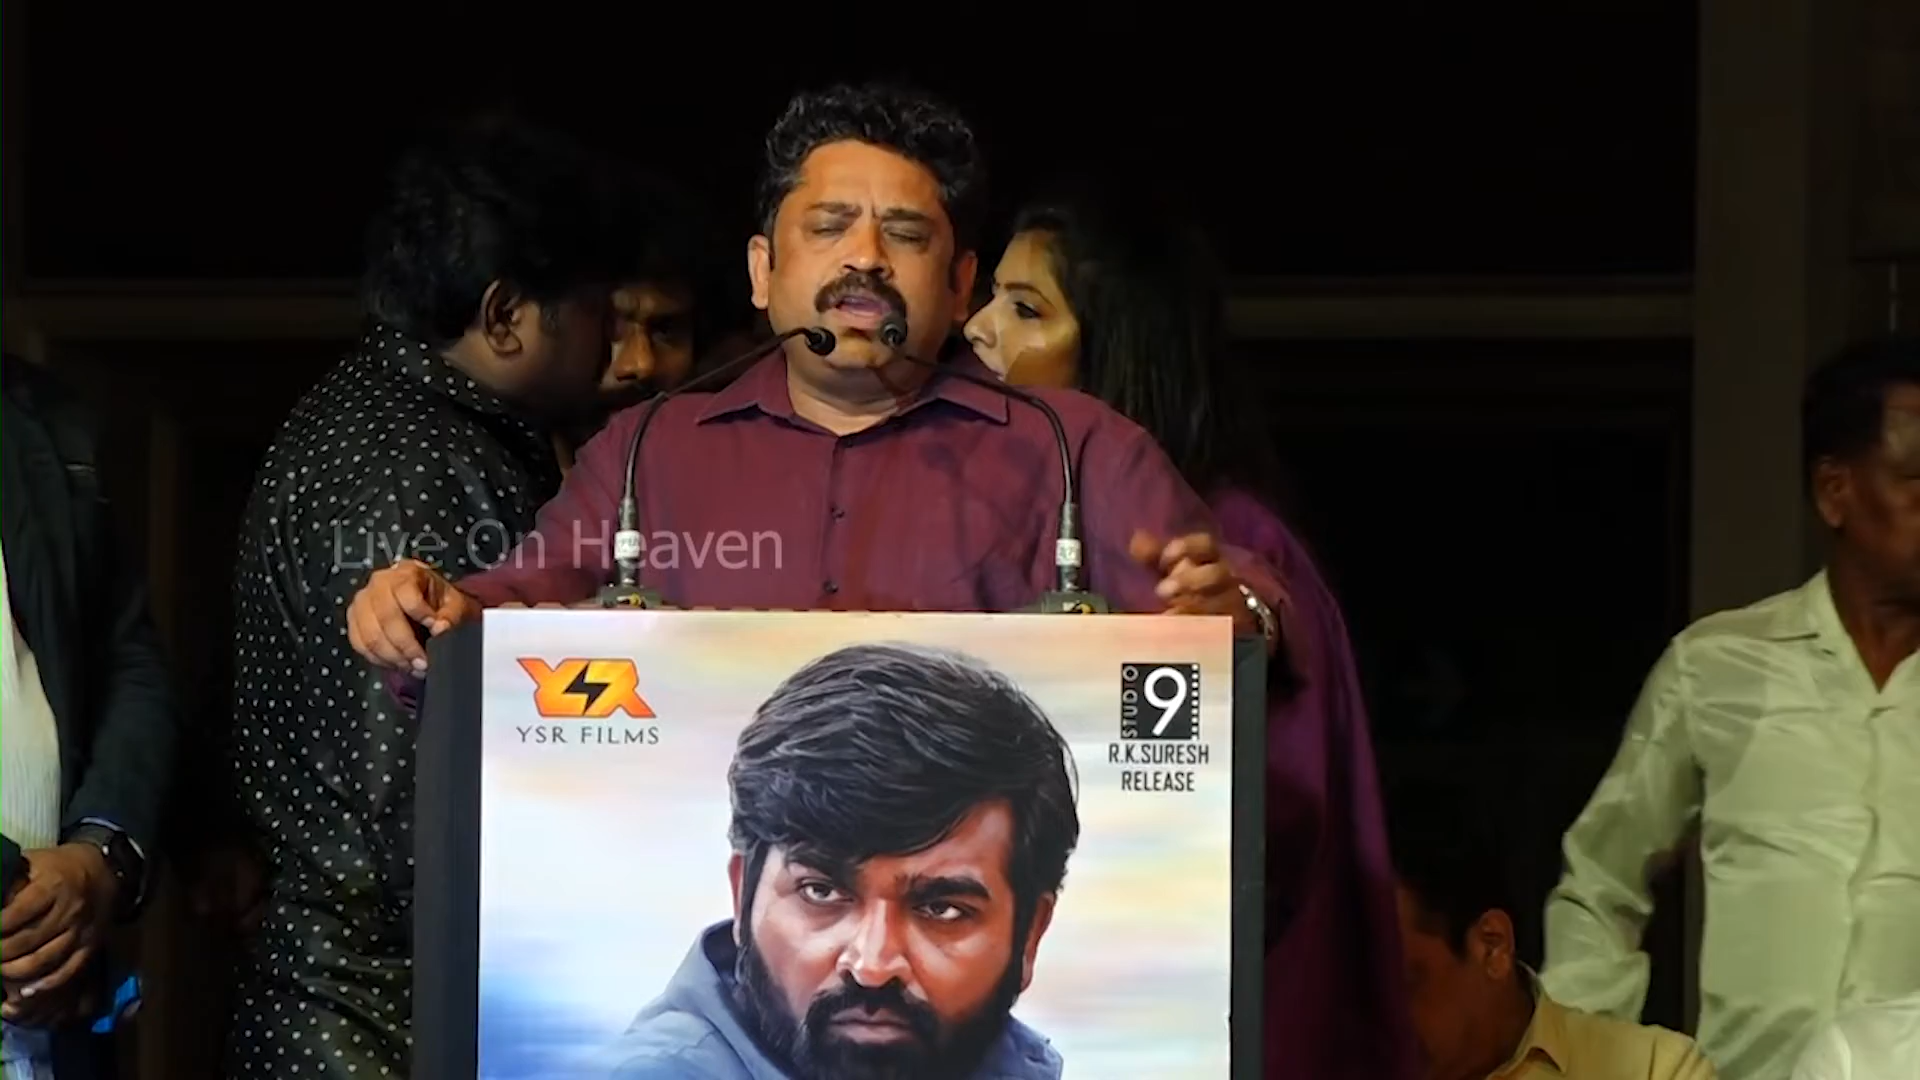 Live On Heaven
YSR FILMS
STUDIO
9
R.K.SURESH
RELEASE